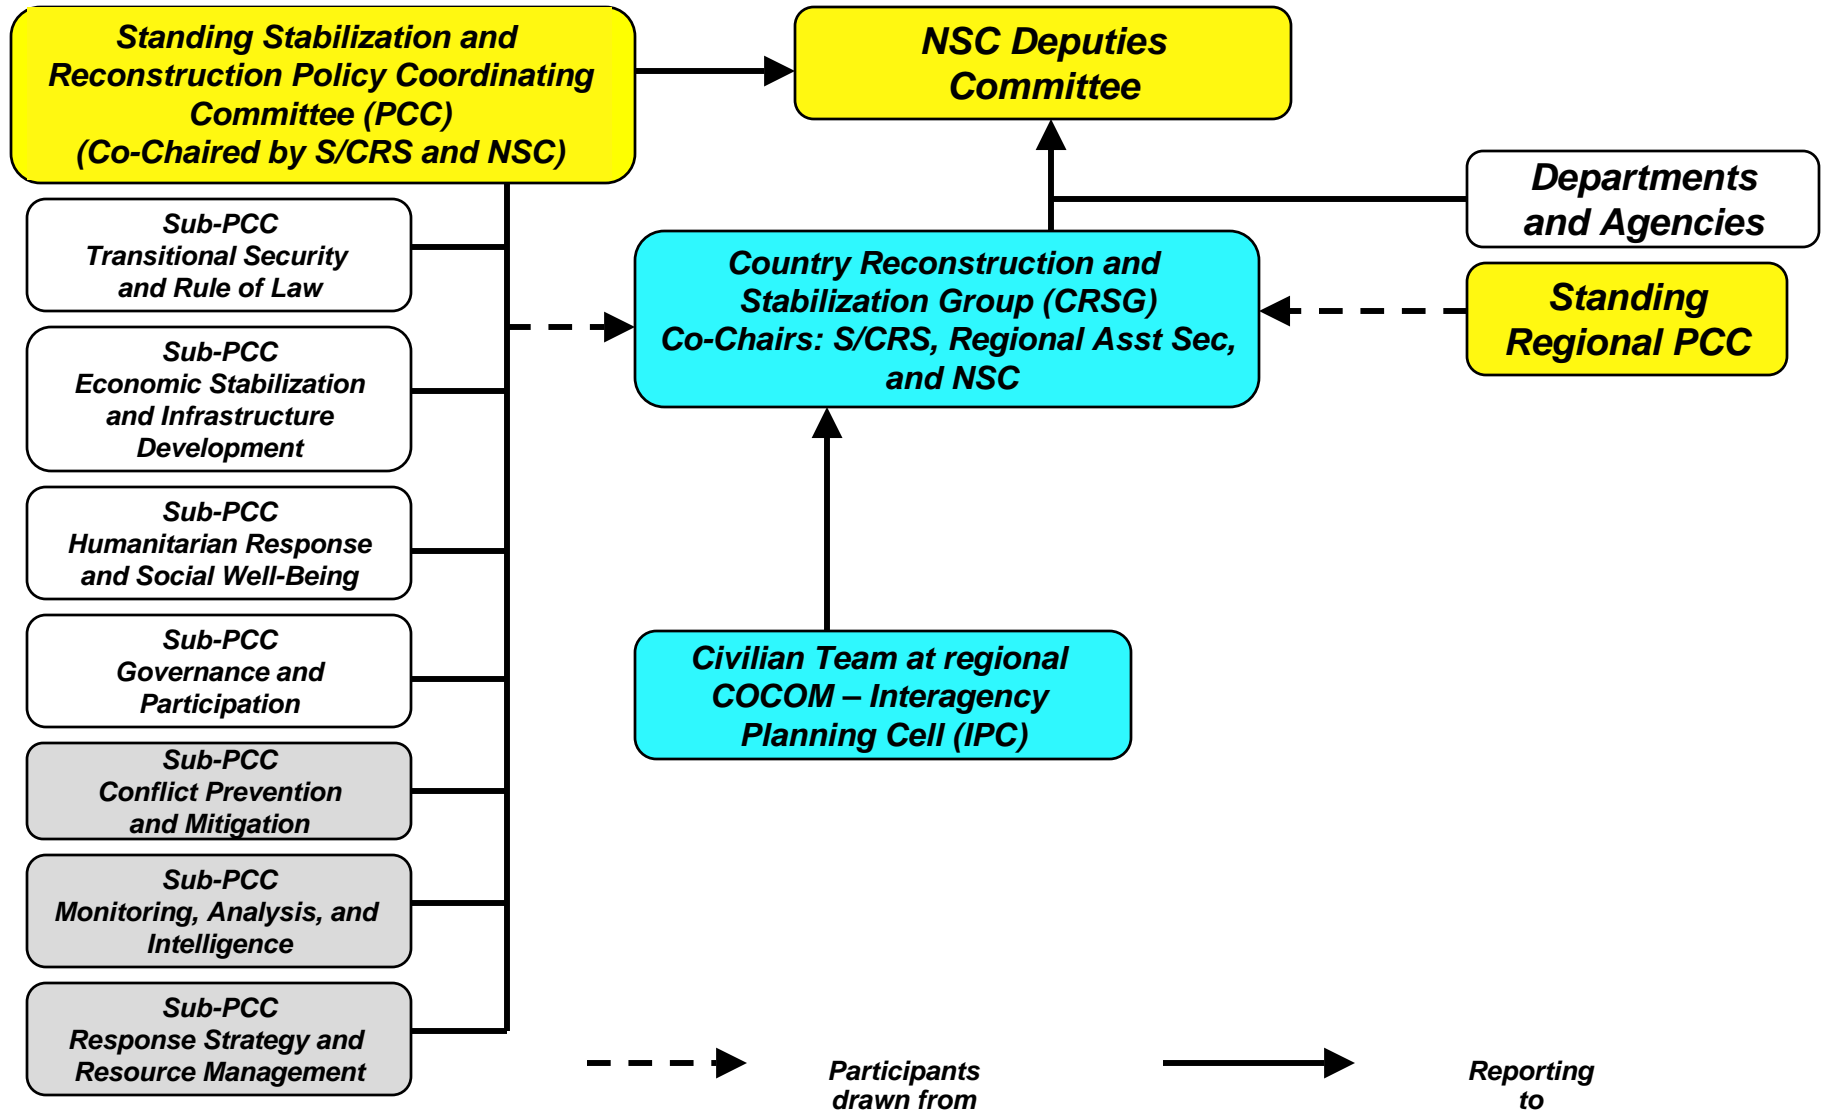 Standing Stabilization and
Reconstruction Policy Coordinating
Committee (PCC)
(Co-Chaired by S/CRS and NSC)
NSC Deputies
Committee
Departments
and Agencies
Standing
Regional PCC
Country Reconstruction and
Stabilization Group (CRSG)
Co-Chairs: S/CRS, Regional Asst Sec,
and NSC
Civilian Team at regional
COCOM – Interagency
Planning Cell (IPC)
Sub-PCC
Transitional Security
and Rule of Law
Sub-PCC
Economic Stabilization
and Infrastructure
Development
Sub-PCC
Humanitarian Response
and Social Well-Being
Sub-PCC
Governance and
Participation
Sub-PCC
Conflict Prevention
and Mitigation
Sub-PCC
Monitoring, Analysis, and
Intelligence
Sub-PCC
Response Strategy and
Resource Management
Participants
drawn from
Reporting
to